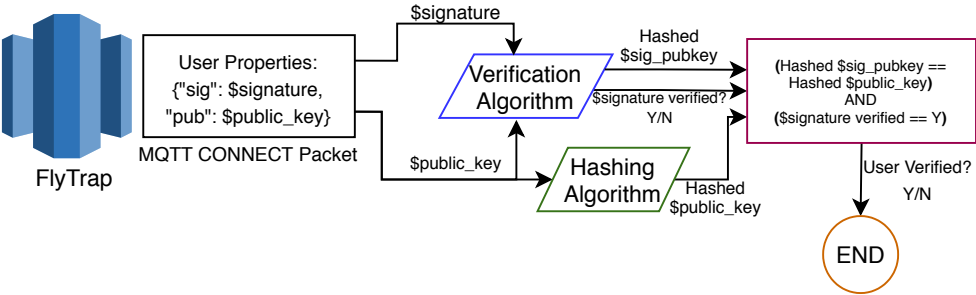 FlyTrap
User Properties:
{"sig": $signature,
"pub": $public_key}
MQTT CONNECT Packet
$signature
$public_key
Verification
Algorithm
Hashing
Algorithm
Hashed
$sig_pubkey
$signature verified?
Y/N
Hashed
$public_key
(Hashed $sig_pubkey ==
Hashed $public_key)
AND
($signature verified == Y)
User Verified?
Y/N
END